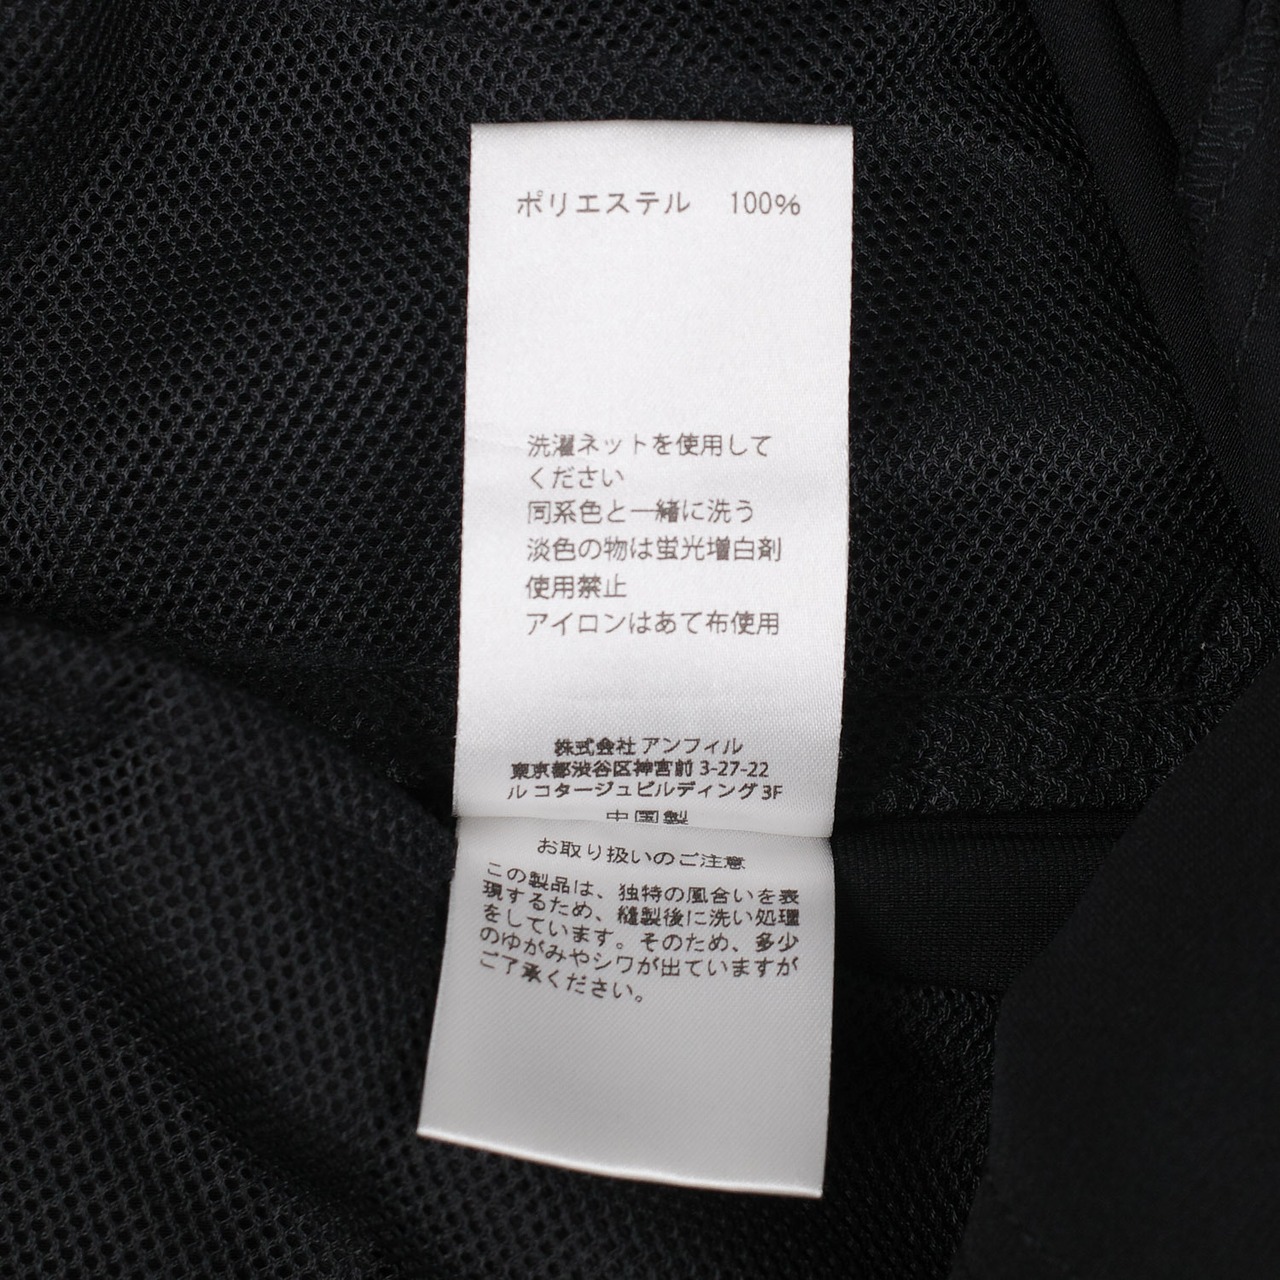 ポリエステル 100%
洗濯ネットを使用して
ください
同系色と一緒に洗う
淡色の物は蛍光増白剤
使用禁止
アイロンはあて布使用
株式会社 アンフィル
東京都渋谷区神宮前 3-27-22
ル コタージュビルディング 3F
中国製
お取り扱いのご注意
この製品は、独特の風合いを表
現するため、縫製後に洗い処理
をしています。そのため、多少
のゆがみやシワが出ていますが
ご了承ください。